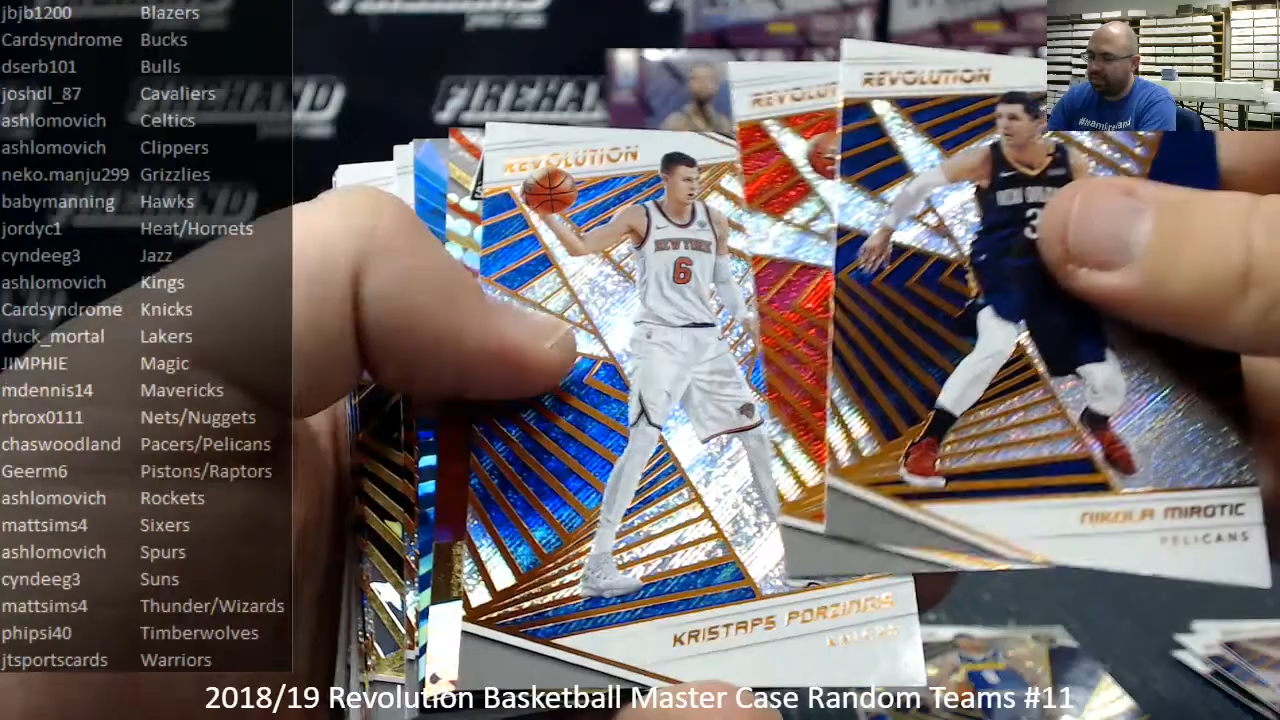 jbjb1200 Blazers
Cardsyndrome Bucks
dserb101 Bulls
joshdl_87 Cavaliers
ashlomovich Celtics
ashlomovich Clippers
neko.manju299 Grizzlies
babymanning Hawks
jordyc1 Heat/Hornets
cyndeeg3 Jazz
ashlomovich Kings
Cardsyndrome Knicks
duck_mortal Lakers
JIMPHIE Magic
mdennis14 Mavericks
rbrox0111 Nets/Nuggets
chaswoodland Pacers/Pelicans
Geerm6 Pistons/Raptors
ashlomovich Rockets
mattsims4 Sixers
ashlomovich Spurs
cyndeeg3 Suns
mattsims4 Thunder/Wizards
phipsi40 Timberwolves
jtsportscards Warriors
FIREHAND
REVOLUTION
NEW YORK
6
KRISTAPS PORZINGIS
KNICKS
REVOLUT
REVOLUTION
3
NIKOLA MIROTIC
PELICANS
2018/19 Revolution Basketball Master Case Random Teams #11